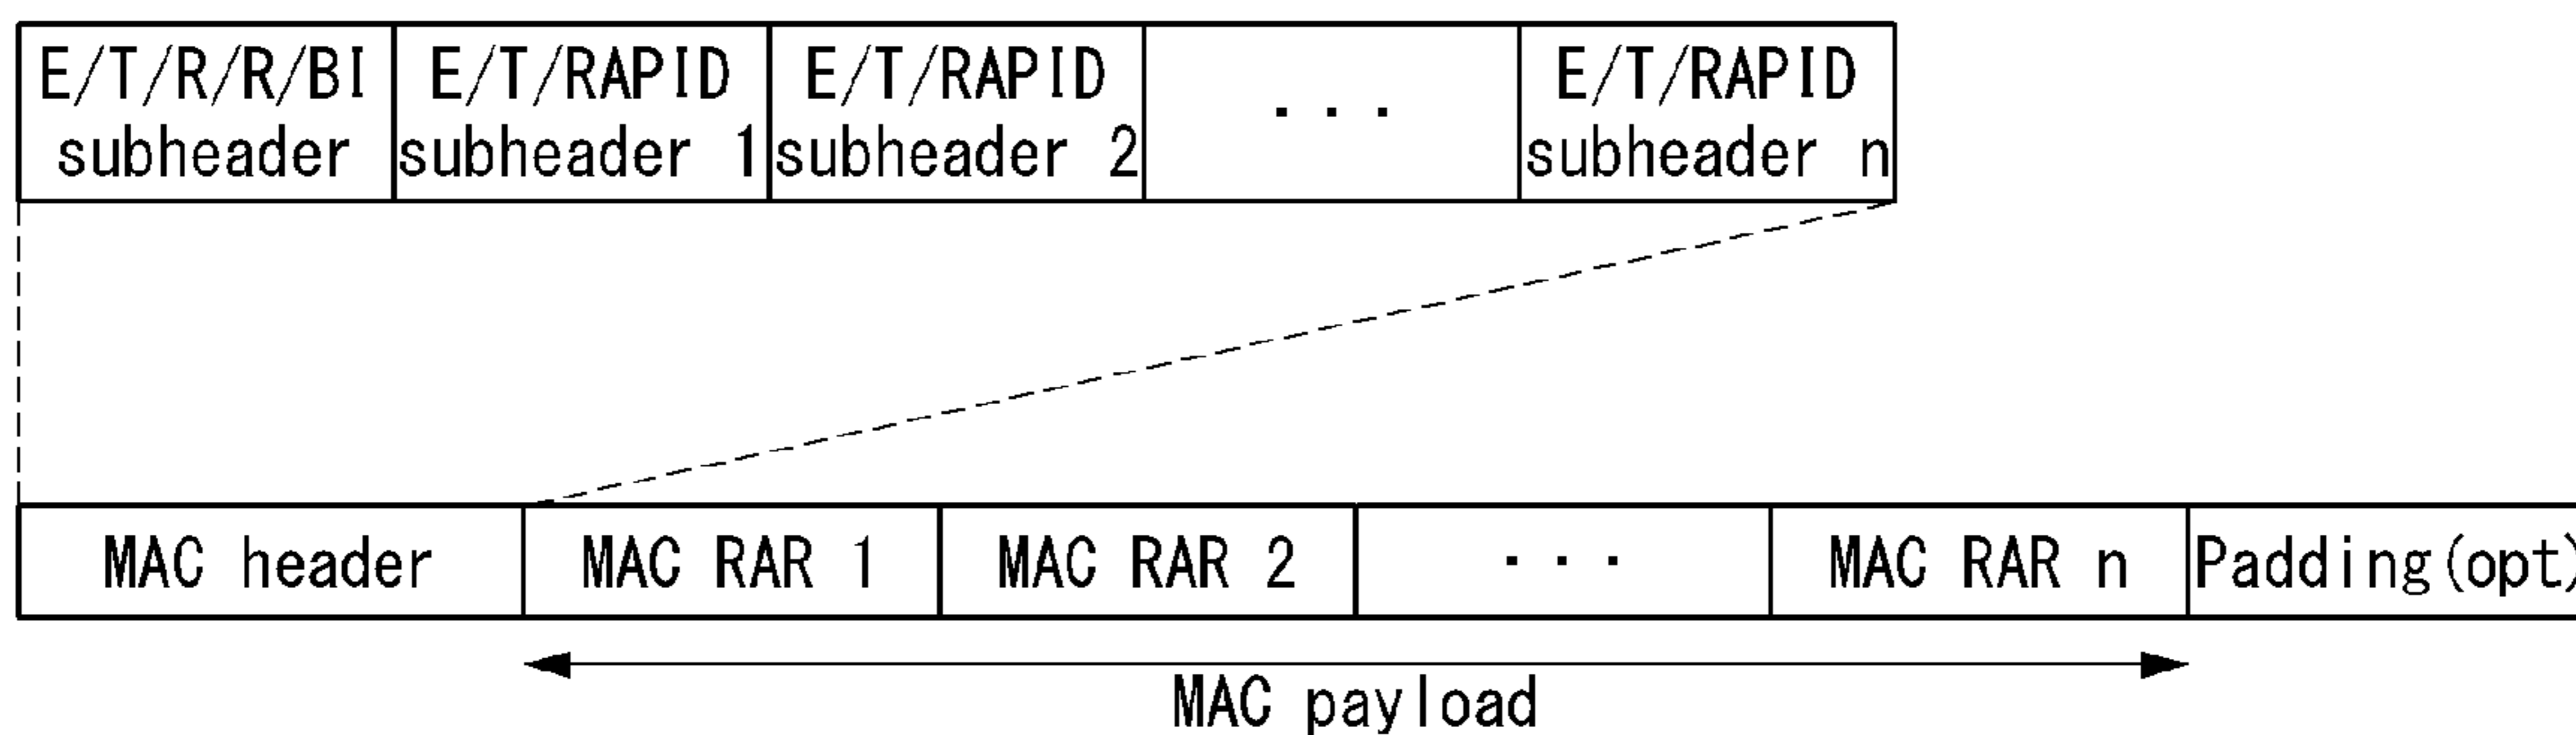 E/T/R/R/BI subheader
E/T/RAPID subheader 1
E/T/RAPID subheader 2
...
E/T/RAPID subheader n
MAC header
MAC RAR 1
MAC RAR 2
...
MAC RAR n
Padding(opt)
MAC payload